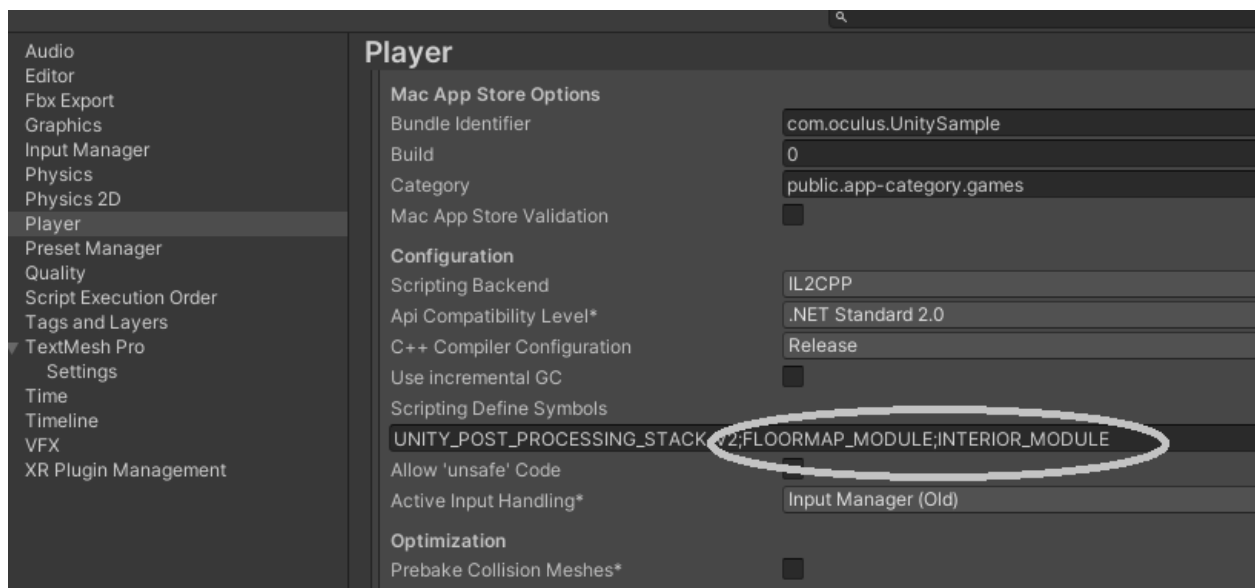 Audio
Editor
Fbx Export
Graphics
Input Manager
Physics
Physics 2D
Player
Preset Manager
Quality
Script Execution Order
Tags and Layers
TextMesh Pro
Settings
Time
Timeline
VFX
XR Plugin Management
Player
Mac App Store Options
Bundle Identifier com.oculus.UnitySample
Build 0
Category public.app-category.games
Mac App Store Validation
Configuration
Scripting Backend IL2CPP
Api Compatibility Level* .NET Standard 2.0
C++ Compiler Configuration Release
Use incremental GC
Scripting Define Symbols
UNITY_POST_PROCESSING_STACK_V2;FLOORMAP_MODULE;INTERIOR_MODULE
Allow 'unsafe' Code
Active Input Handling* Input Manager (Old)
Optimization
Prebake Collision Meshes*